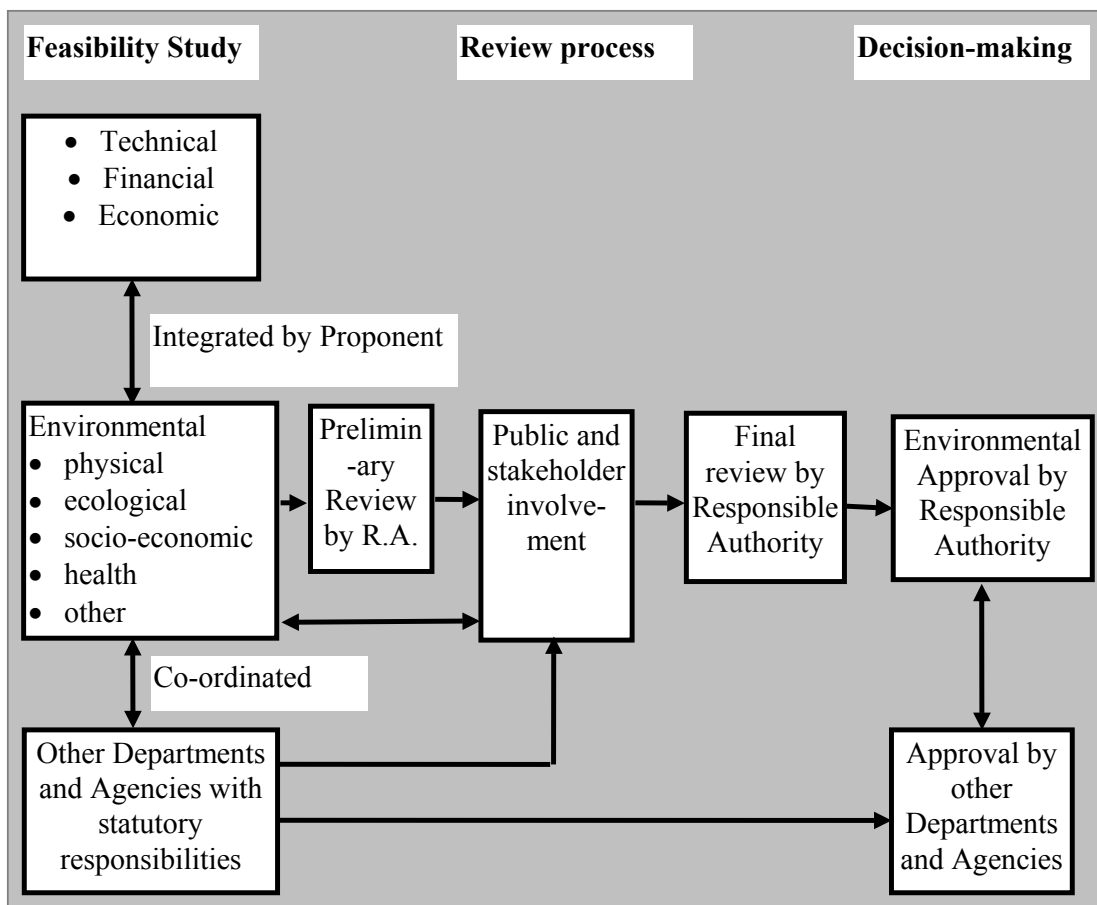 Feasibility Study
Review process
Decision-making
• Technical
• Financial
• Economic
Integrated by Proponent
Environmental
• physical
• ecological
• socio-economic
• health
• other
Prelimin
-ary
Review
by R.A.
Public and
stakeholder
involve-
ment
Final
review by
Responsible
Authority
Environmental
Approval by
Responsible
Authority
Co-ordinated
Other Departments
and Agencies with
statutory
responsibilities
Approval by
other
Departments
and Agencies